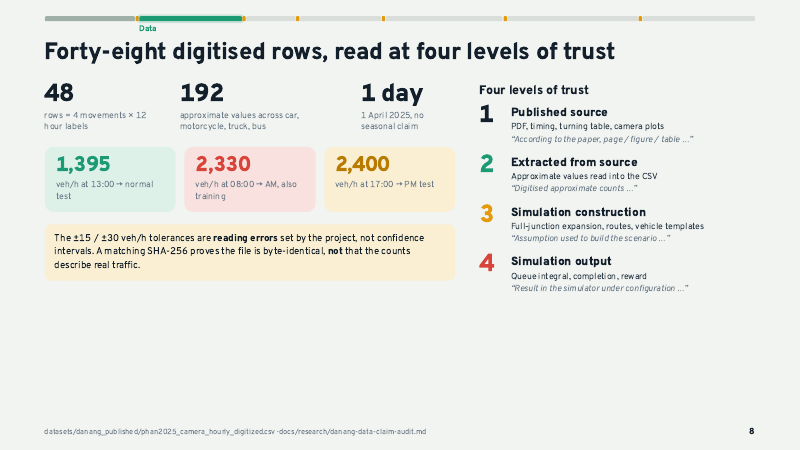 Data
Forty-eight digitised rows, read at four levels of trust
48
rows = 4 movements × 12
hour labels
192
approximate values across car,
motorcycle, truck, bus
1 day
1 April 2025, no
seasonal claim
1,395
veh/h at 13:00 → normal
test
2,330
veh/h at 08:00 → AM, also
training
2,400
veh/h at 17:00 → PM test
The ±15 / ±30 veh/h tolerances are reading errors set by the project, not confidence
intervals. A matching SHA-256 proves the file is byte-identical, not that the counts
describe real traffic.
Four levels of trust
1
Published source
PDF, timing, turning table, camera plots
“According to the paper, page / figure / table …”
2
Extracted from source
Approximate values read into the CSV
“Digitised approximate counts …”
3
Simulation construction
Full-junction expansion, routes, vehicle templates
“Assumption used to build the scenario …”
4
Simulation output
Queue integral, completion, reward
“Result in the simulator under configuration …”
datasets/danang_published/phan2025_camera_hourly_digitized.csv · docs/research/danang-data-claim-audit.md
8